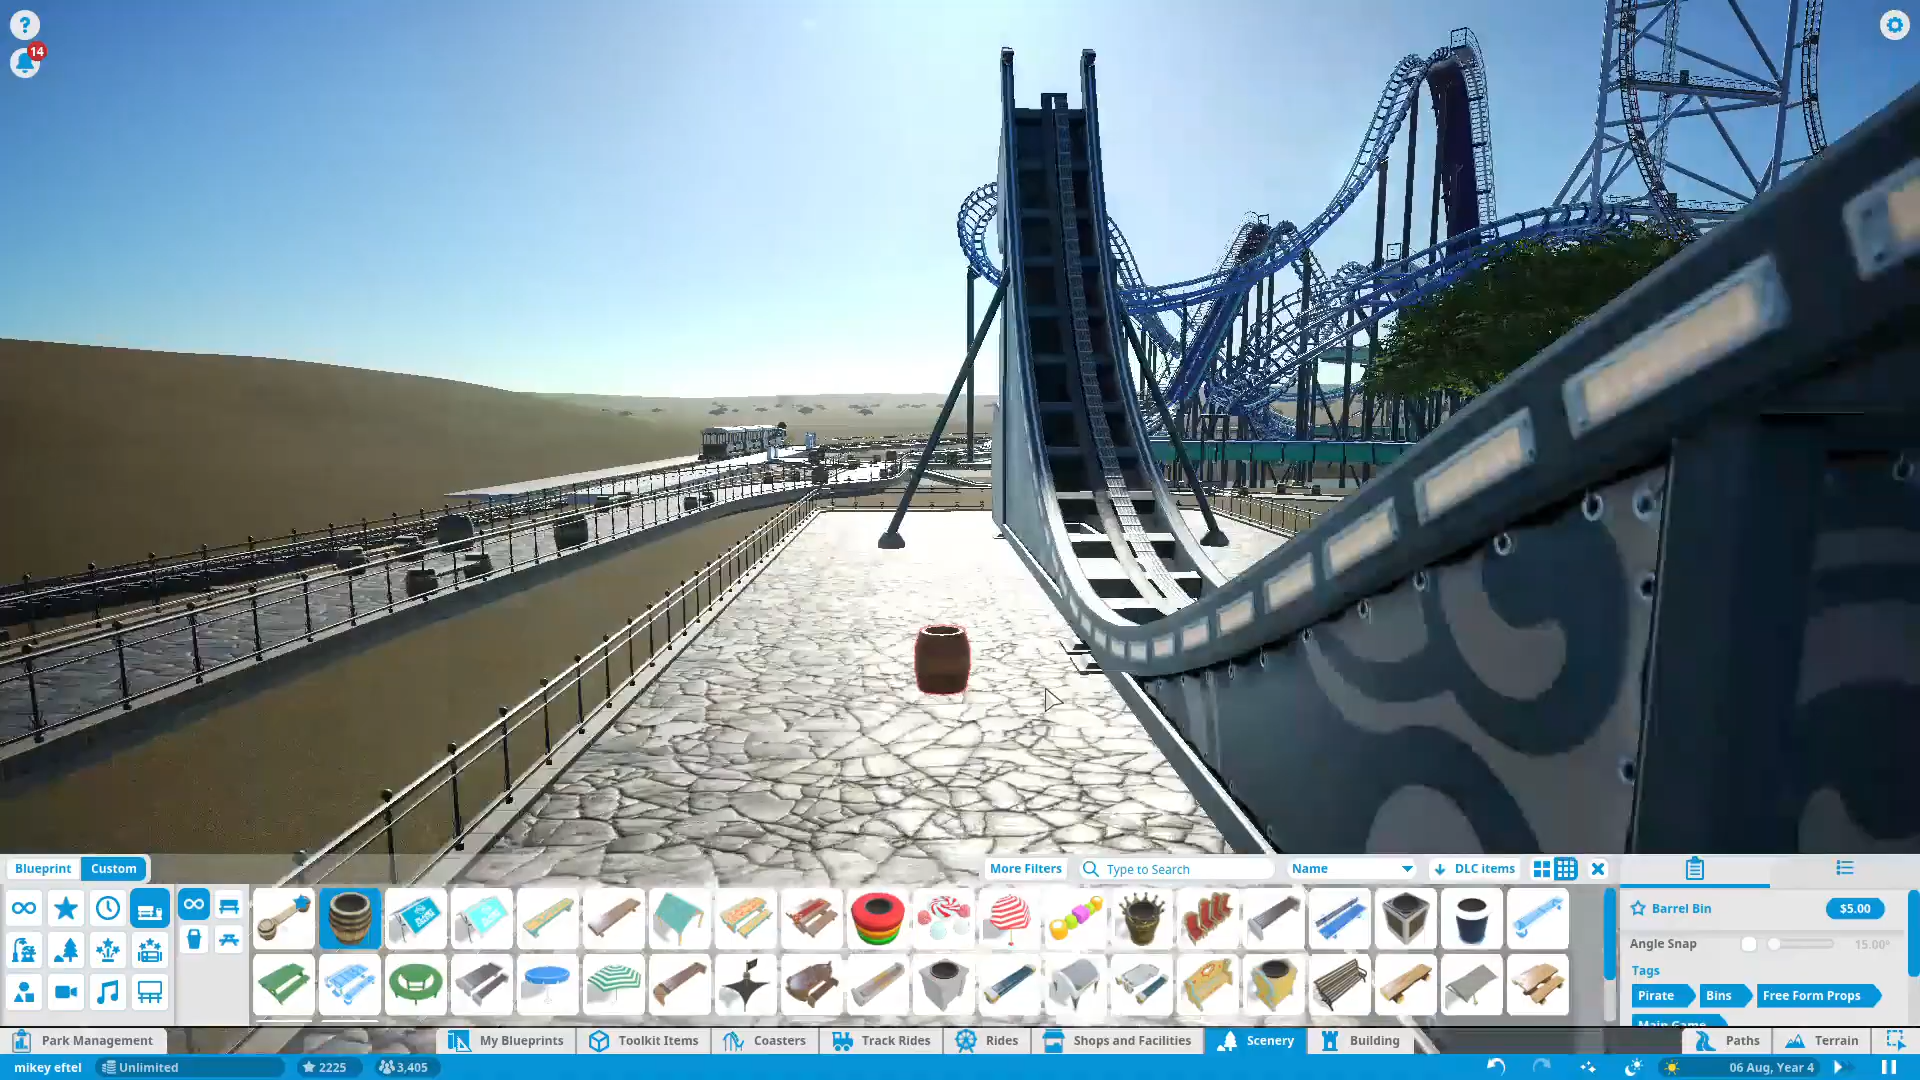 ?
14
Blueprint Custom
More Filters Type to Search Name DLC items
Barrel Bin $5.00
Angle Snap 15.00°
Tags
Pirate Bins Free Form Props
Main Game
Park Management My Blueprints Toolkit Items Coasters Track Rides Rides Shops and Facilities Scenery Building Paths Terrain
mikey eftel Unlimited 2225 3,405 06 Aug, Year 4